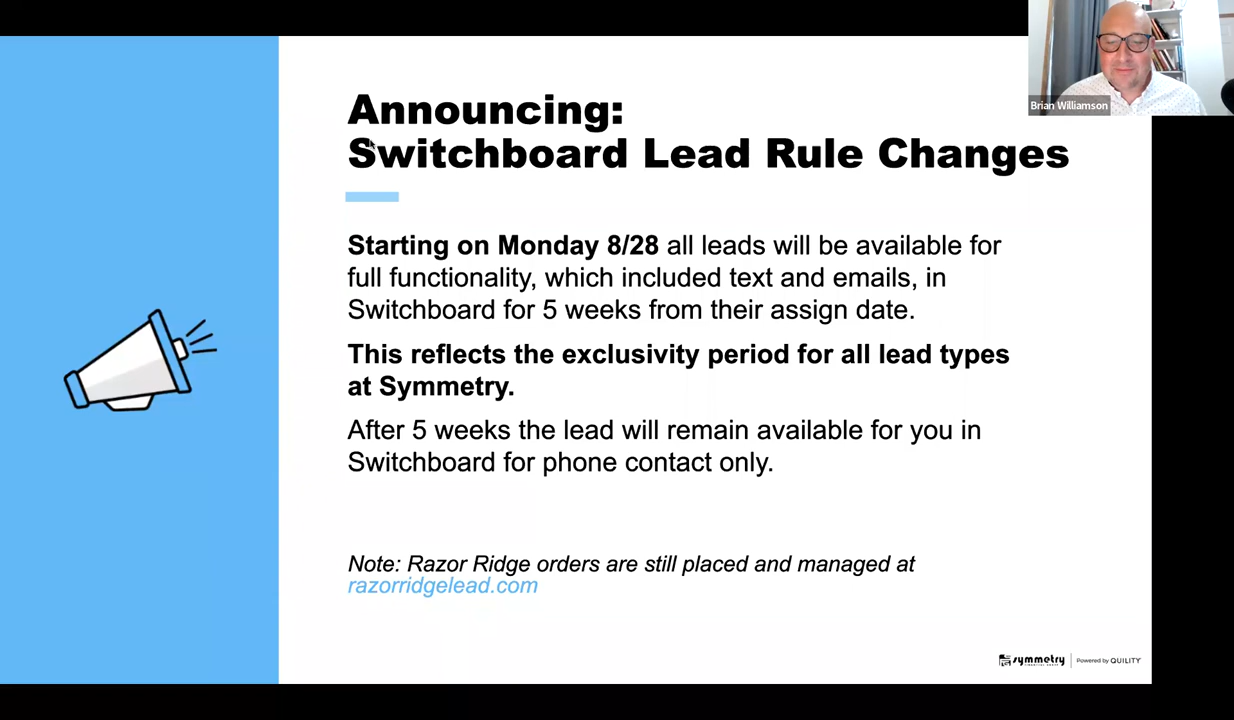 Announcing:
Switchboard Lead Rule Changes
Brian Williamson
Starting on Monday 8/28 all leads will be available for
full functionality, which included text and emails, in
Switchboard for 5 weeks from their assign date.
This reflects the exclusivity period for all lead types
at Symmetry.
After 5 weeks the lead will remain available for you in
Switchboard for phone contact only.
Note: Razor Ridge orders are still placed and managed at
razorridgelead.com
symmetry
FINANCIAL GROUP
Powered by QUILITY